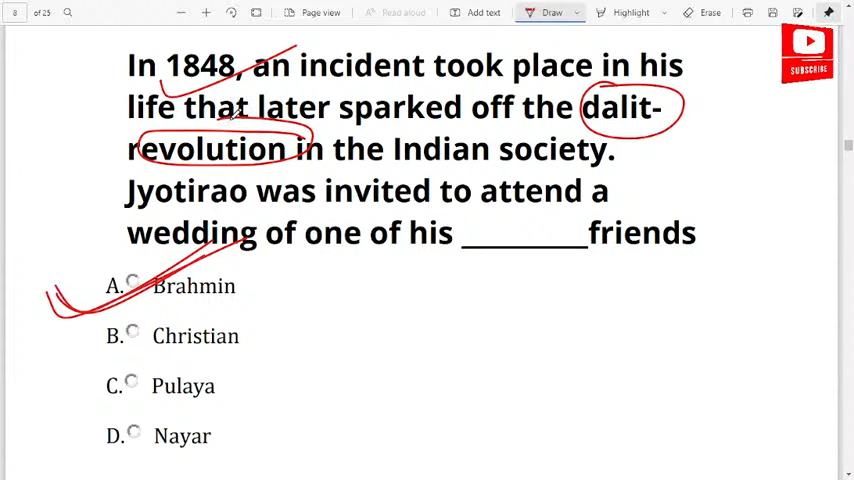 8 of 25 Page view Read aloud Add text Draw Highlight Erase
In 1848, an incident took place in his
life that later sparked off the dalit-
revolution in the Indian society.
Jyotirao was invited to attend a
wedding of one of his ________friends
SUBSCRIBE
A. Brahmin
B. Christian
C. Pulaya
D. Nayar